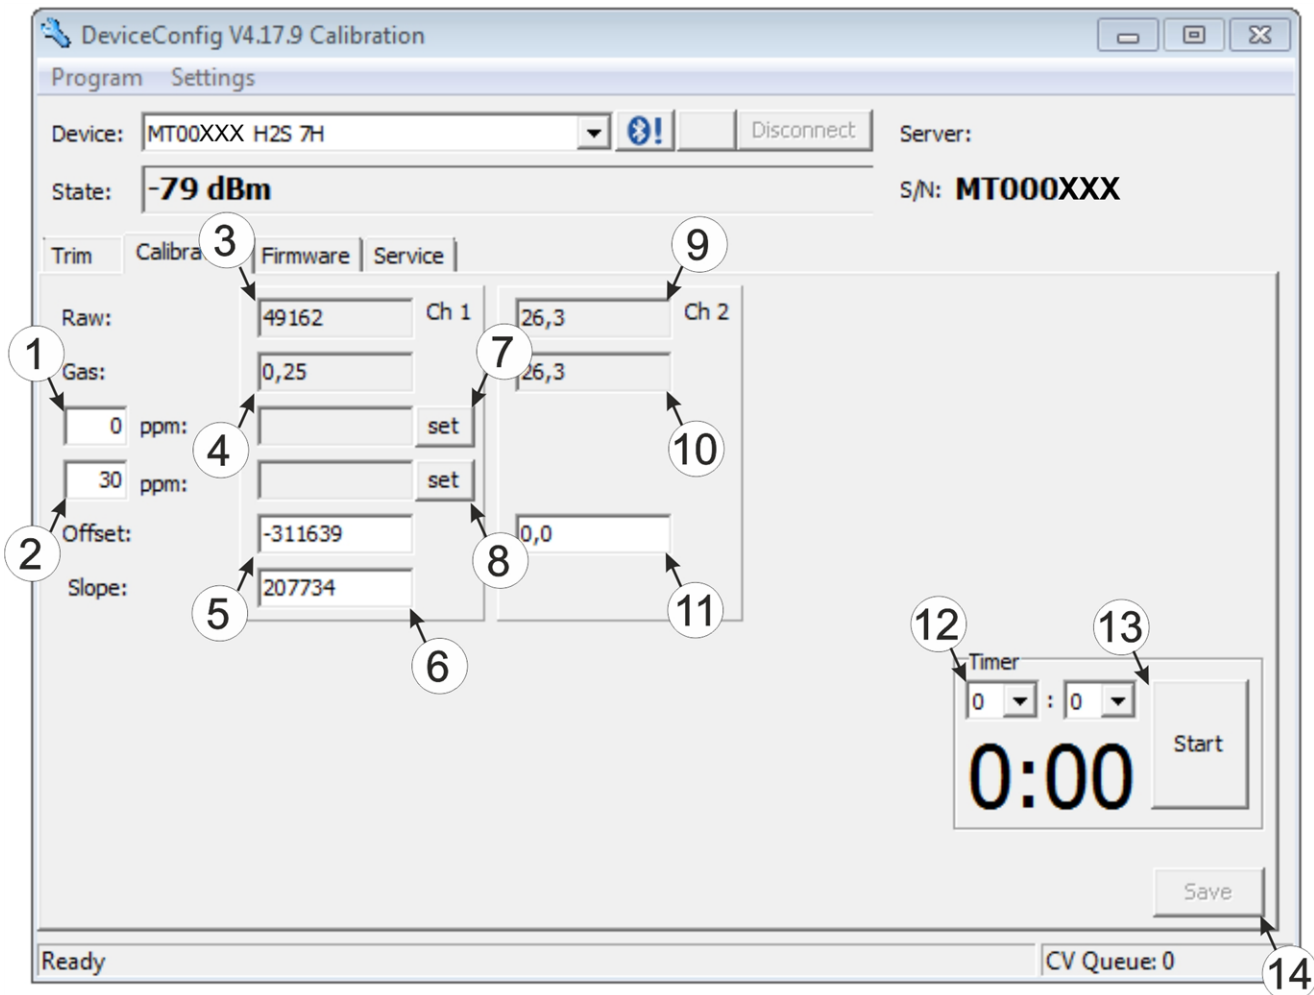 DeviceConfig V4.17.9 Calibration
Program Settings
Device: MT00XXX H2S 7H Disconnect Server:
State: -79 dBm S/N: MT000XXX
Trim Calibra 3 Firmware Service 9
Raw: 49162 Ch 1 26,3 Ch 2
1 7
Gas: 0,25 26,3
0 ppm: set
4 10
30 ppm: set
Offset: -311639 0,0
2 8
Slope: 207734
5 11
6 12 13
Timer
0 : 0 Start
0:00
Save
Ready CV Queue: 0 14